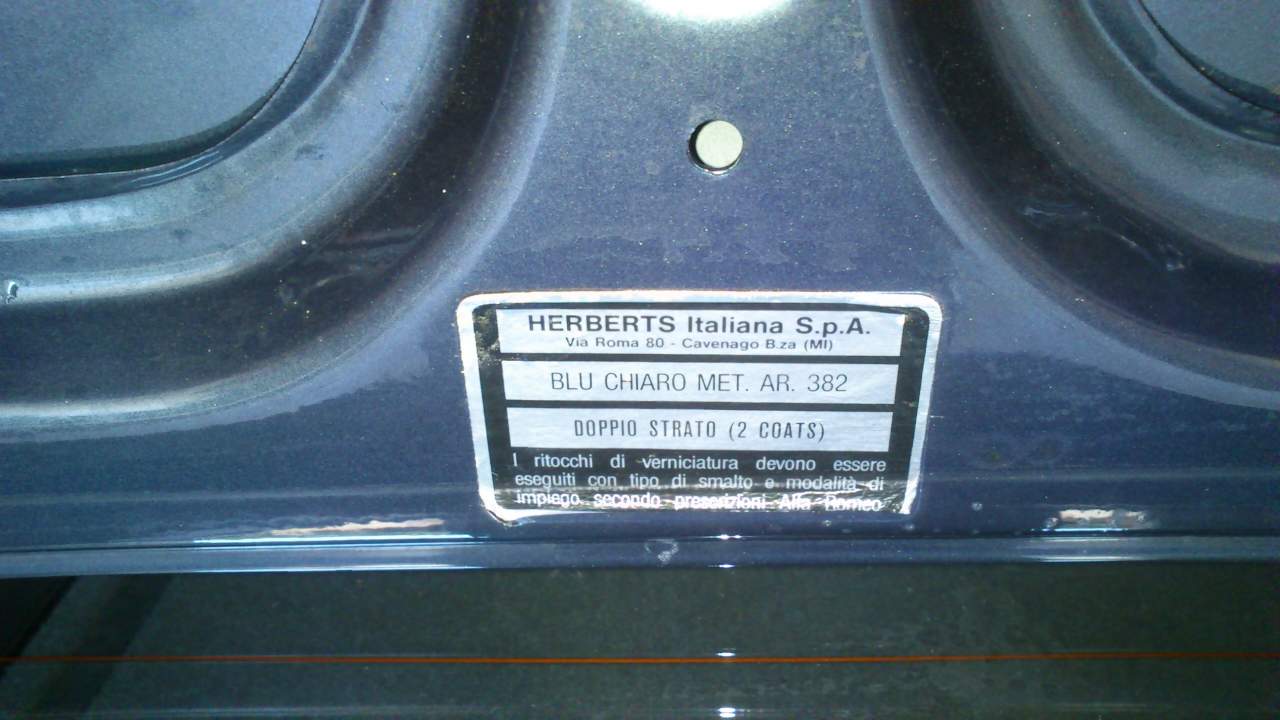 HERBERTS Italiana S.p.A.
Via Roma 80 - Cavenago B.za (MI)
BLU CHIARO MET. AR. 382
DOPPIO STRATO (2 COATS)
I ritocchi di verniciatura devono essere
eseguiti con tipo di smalto e modalità di
impiego secondo prescrizioni Alfa Romeo